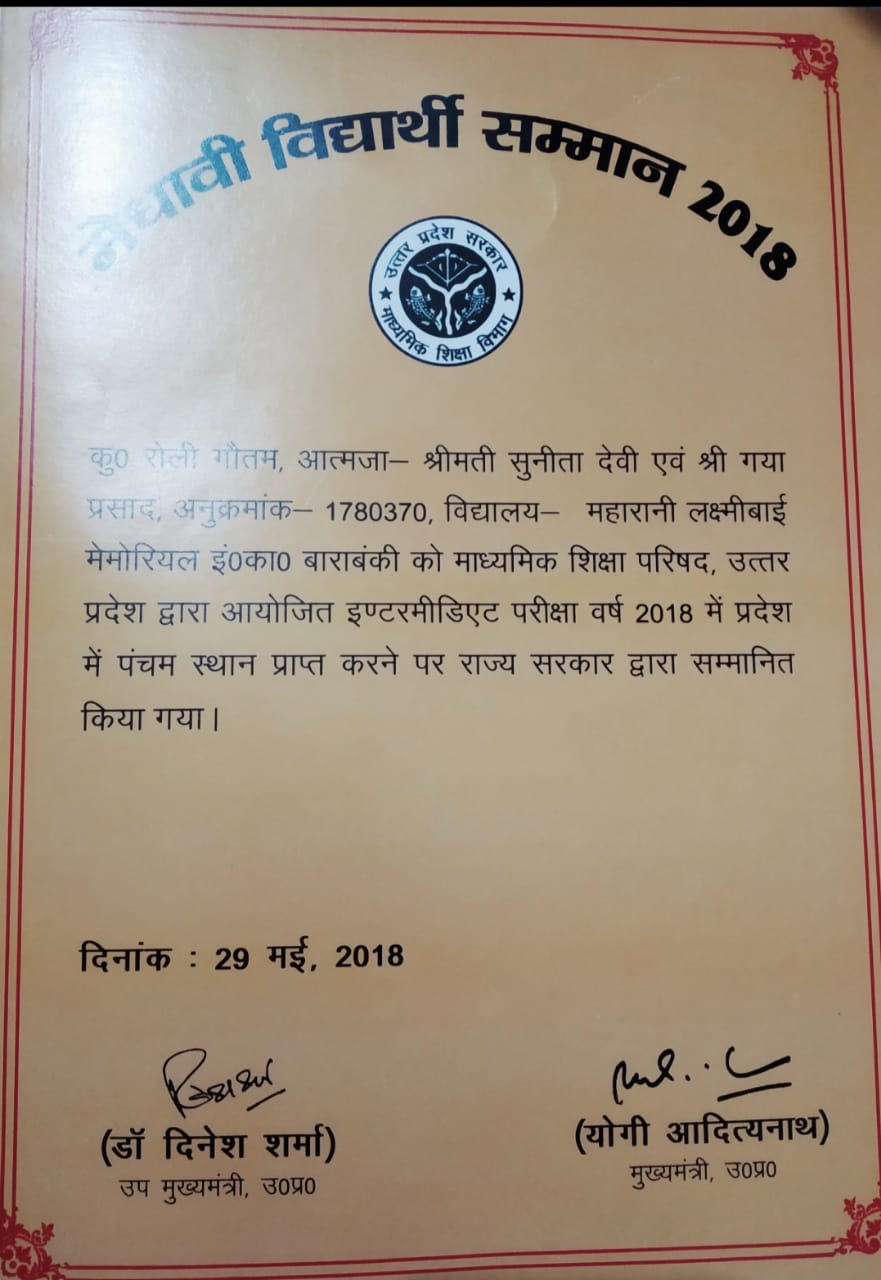 मेधावी विद्यार्थी सम्मान 2018
उत्तर प्रदेश सरकार
माध्यमिक शिक्षा विभाग
कु0 रोली गौतम, आत्मजा– श्रीमती सुनीता देवी एवं श्री गया
प्रसाद, अनुक्रमांक– 1780370, विद्यालय– महारानी लक्ष्मीबाई
मेमोरियल इं0का0 बाराबंकी को माध्यमिक शिक्षा परिषद, उत्तर
प्रदेश द्वारा आयोजित इण्टरमीडिएट परीक्षा वर्ष 2018 में प्रदेश
में पंचम स्थान प्राप्त करने पर राज्य सरकार द्वारा सम्मानित
किया गया।
दिनांक : 29 मई, 2018
(डॉ दिनेश शर्मा)
उप मुख्यमंत्री, उ0प्र0
(योगी आदित्यनाथ)
मुख्यमंत्री, उ0प्र0